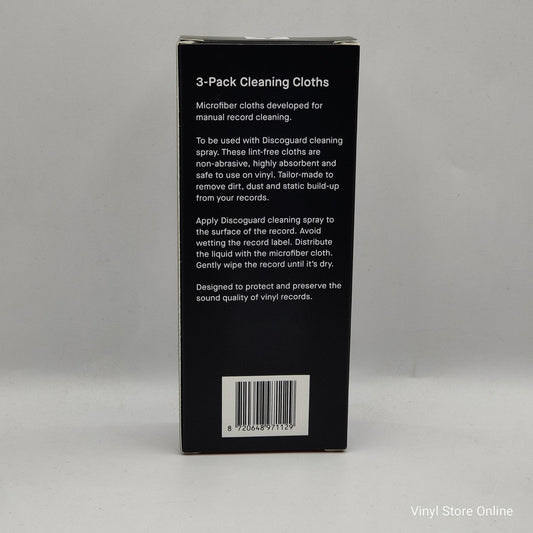 3-Pack Cleaning Cloths
Microfiber cloths developed for
manual record cleaning.
To be used with Discoguard cleaning
spray. These lint-free cloths are
non-abrasive, highly absorbent and
safe to use on vinyl. Tailor-made to
remove dirt, dust and static build-up
from your records.
Apply Discoguard cleaning spray to
the surface of the record. Avoid
wetting the record label. Distribute
the liquid with the microfiber cloth.
Gently wipe the record until it's dry.
Designed to protect and preserve the
sound quality of vinyl records.
8 720648 971129
Vinyl Store Online